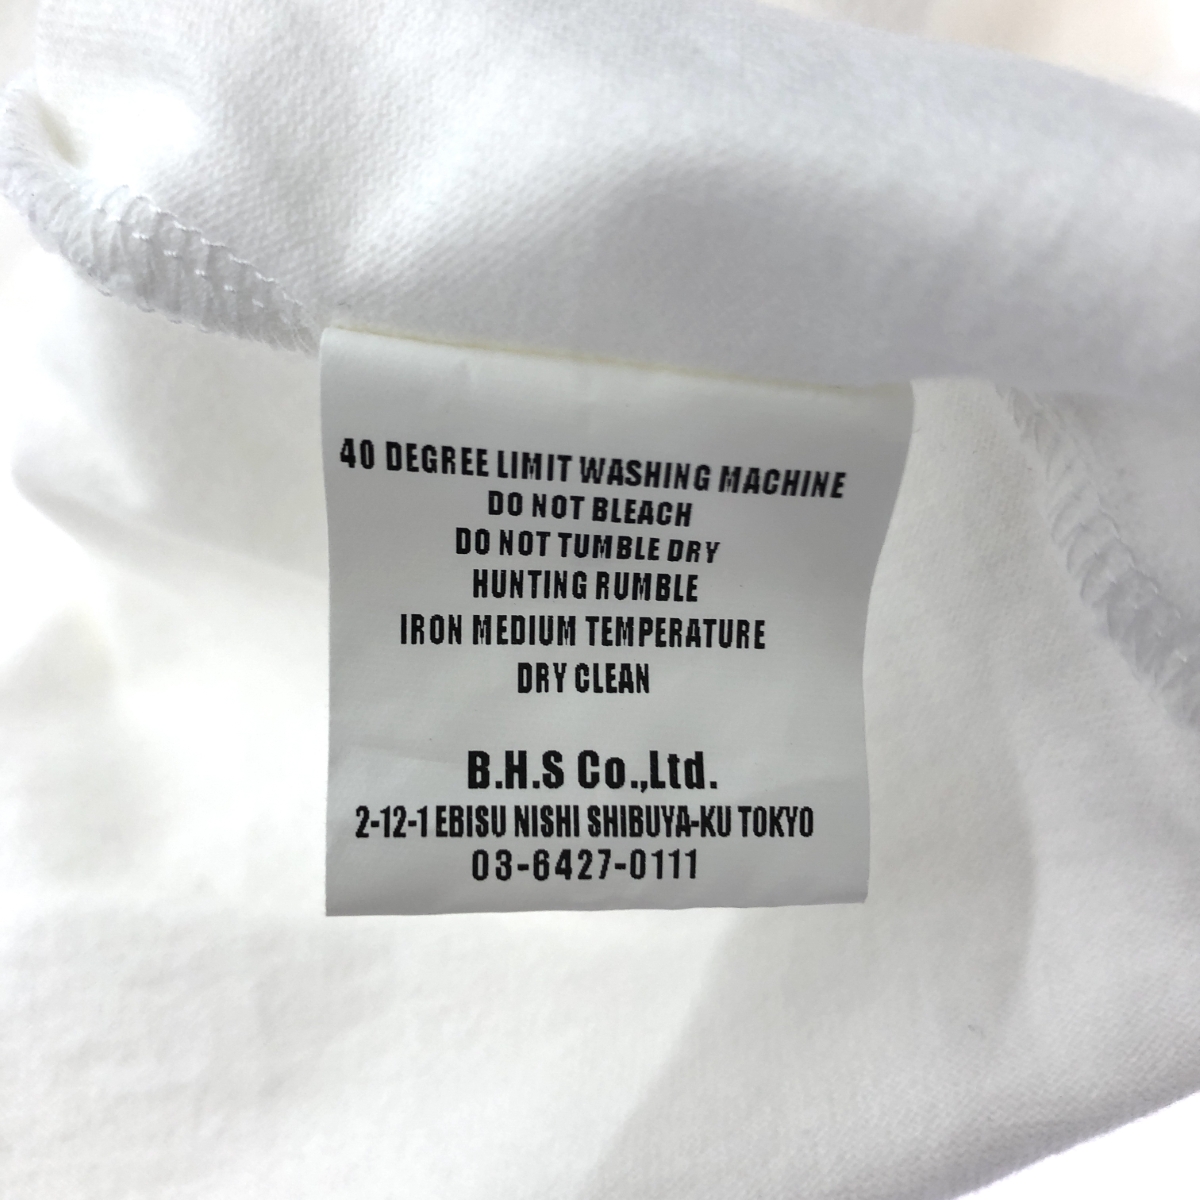 40 DEGREE LIMIT WASHING MACHINE
DO NOT BLEACH
DO NOT TUMBLE DRY
HUNTING RUMBLE
IRON MEDIUM TEMPERATURE
DRY CLEAN
B.H.S Co.,Ltd.
2-12-1 EBISU NISHI SHIBUYA-KU TOKYO
03-6427-0111